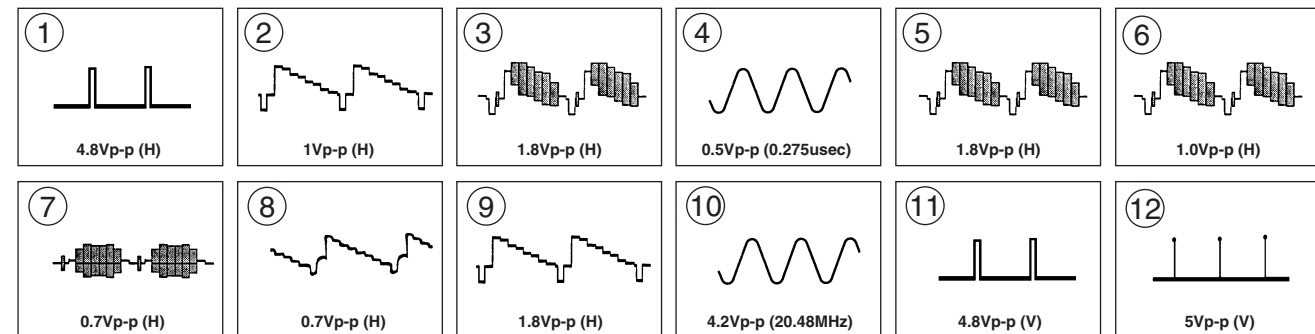 1
2
3
4
5
6
4.8Vp-p (H)
1Vp-p (H)
1.8Vp-p (H)
0.5Vp-p (0.275usec)
1.8Vp-p (H)
1.0Vp-p (H)
7
8
9
10
11
12
0.7Vp-p (H)
0.7Vp-p (H)
1.8Vp-p (H)
4.2Vp-p (20.48MHz)
4.8Vp-p (V)
5Vp-p (V)